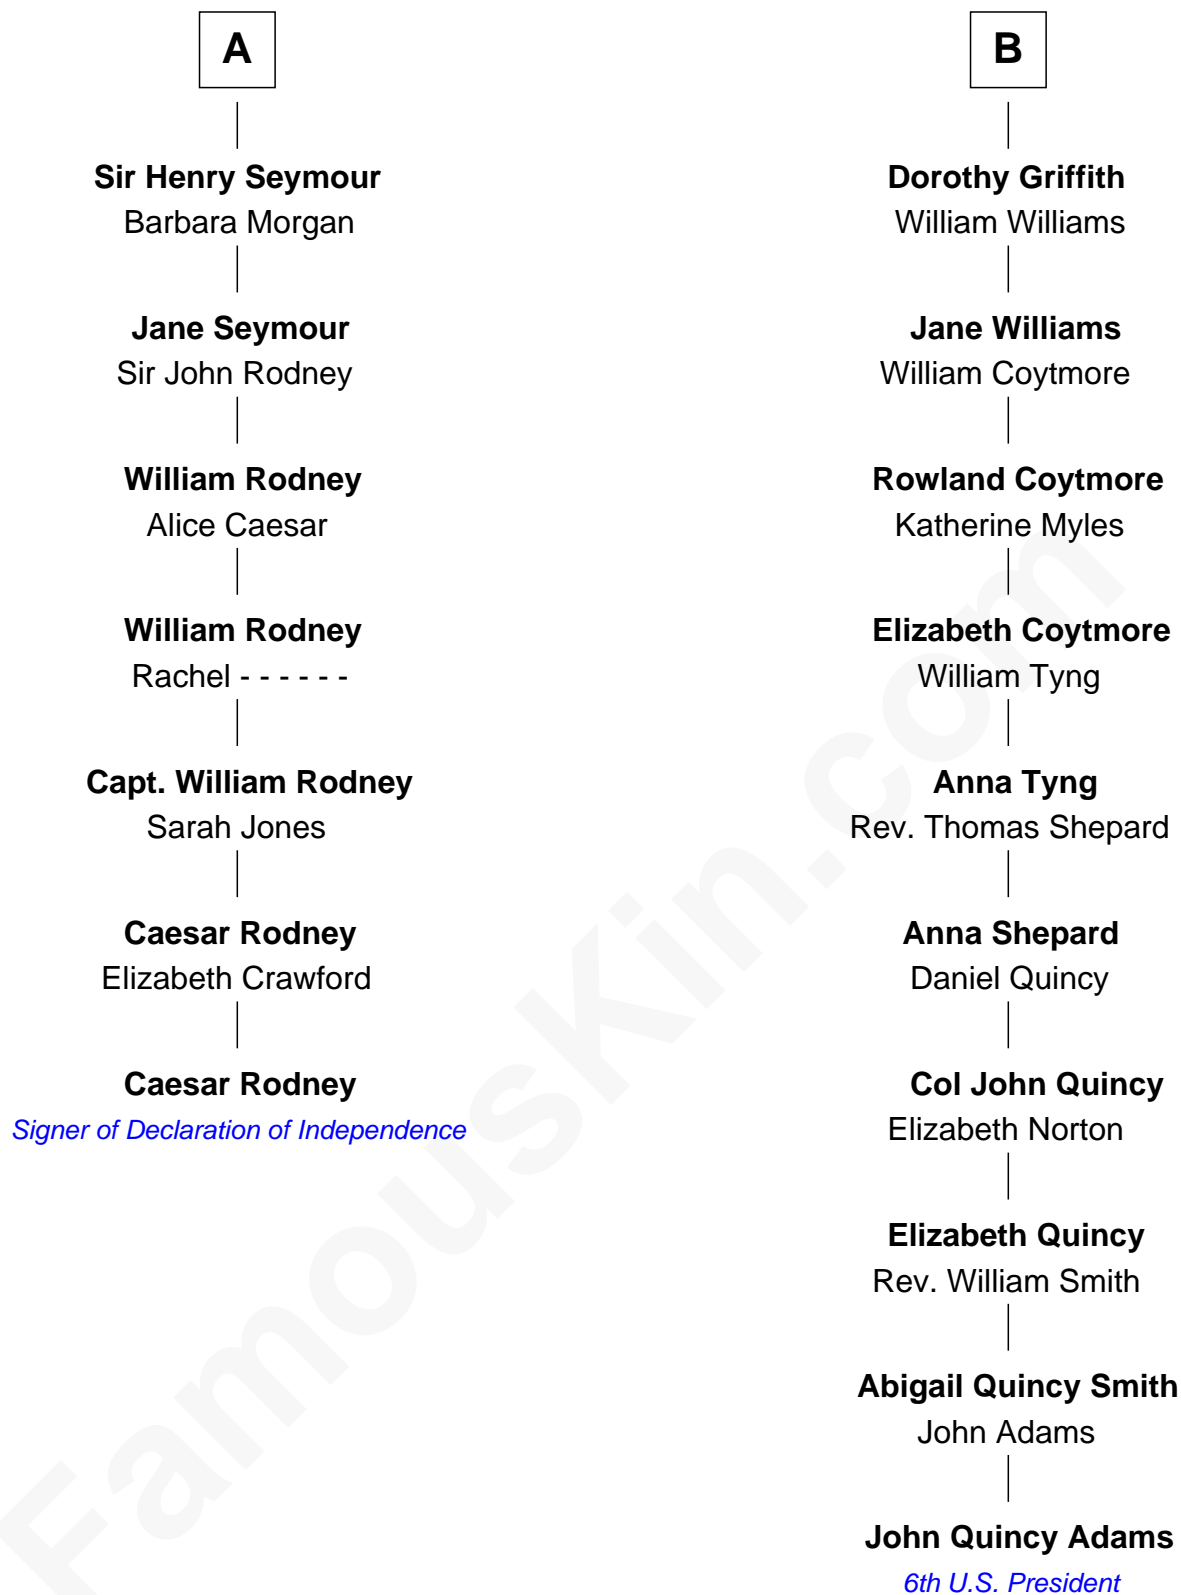 A
Sir Henry Seymour
Barbara Morgan
Jane Seymour
Sir John Rodney
William Rodney
Alice Caesar
William Rodney
Rachel - - - - - -
Capt. William Rodney
Sarah Jones
Caesar Rodney
Elizabeth Crawford
Caesar Rodney
Signer of Declaration of Independence
B
Dorothy Griffith
William Williams
Jane Williams
William Coytmore
Rowland Coytmore
Katherine Myles
Elizabeth Coytmore
William Tyng
Anna Tyng
Rev. Thomas Shepard
Anna Shepard
Daniel Quincy
Col John Quincy
Elizabeth Norton
Elizabeth Quincy
Rev. William Smith
Abigail Quincy Smith
John Adams
John Quincy Adams
6th U.S. President
FamousKin.com